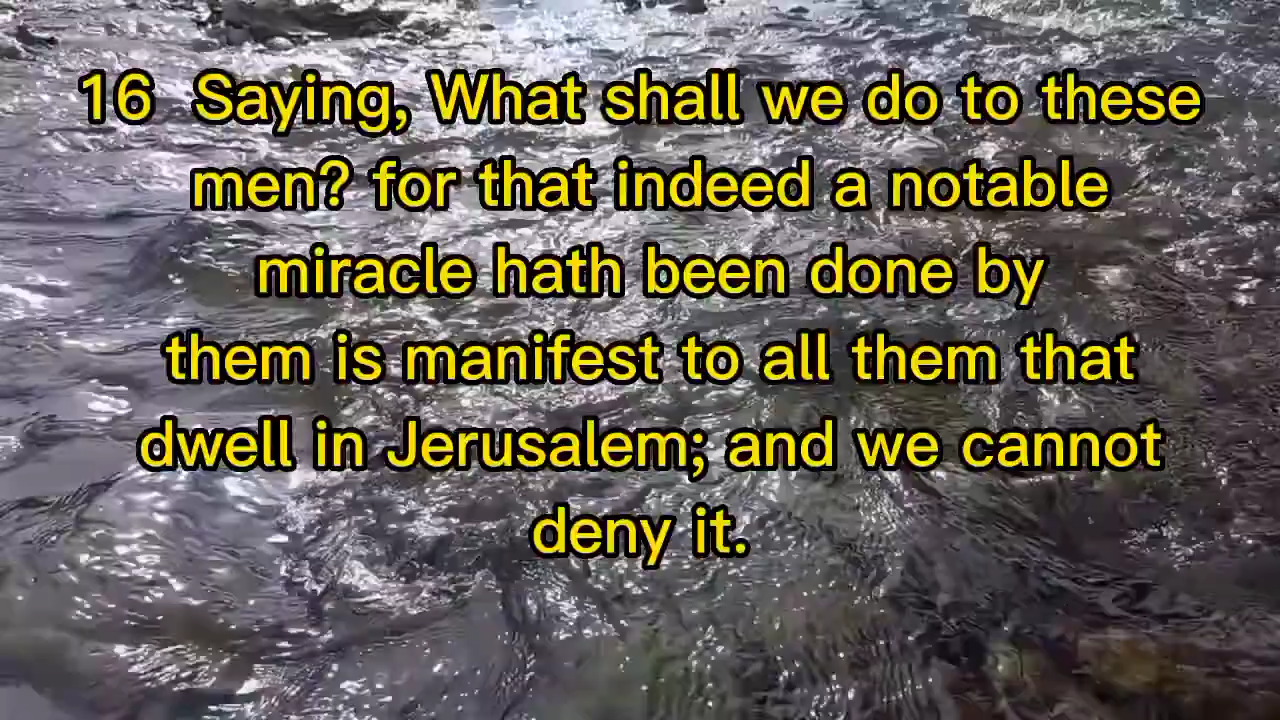 16 Saying, What shall we do to these
men? for that indeed a notable
miracle hath been done by
them is manifest to all them that
dwell in Jerusalem; and we cannot
deny it.